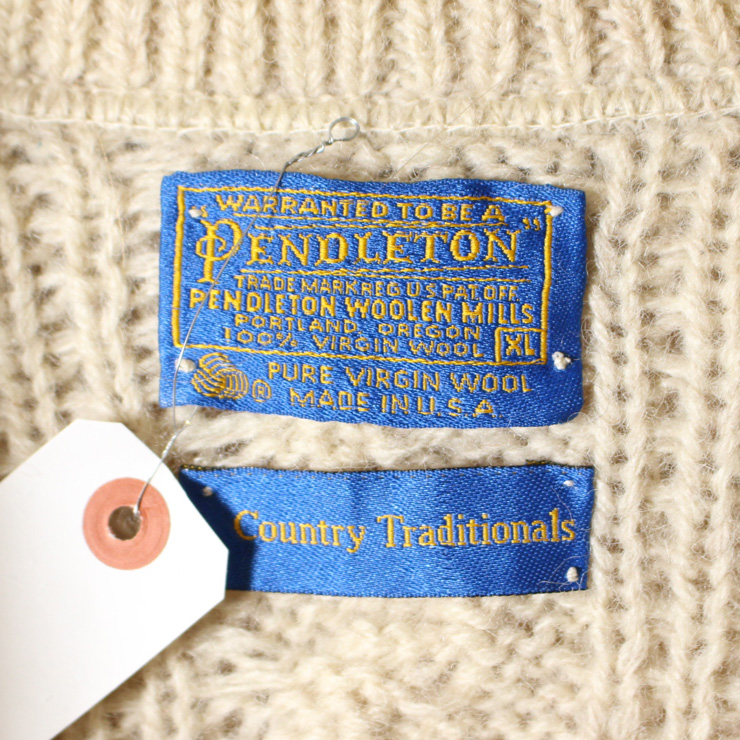 WARRANTED TO BE A
"PENDLETON"
TRADE MARK REG U.S. PAT. OFF.
PENDLETON WOOLEN MILLS
PORTLAND, OREGON
100% VIRGIN WOOL XL
® PURE VIRGIN WOOL
MADE IN U.S.A.
Country Traditionals